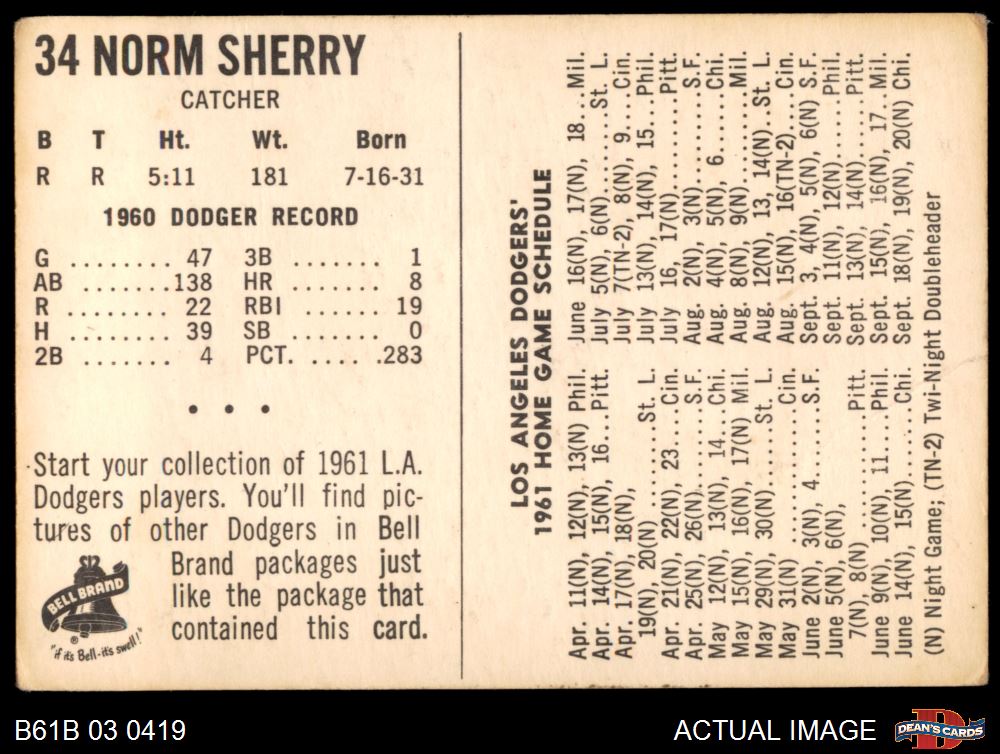 34 NORM SHERRY
CATCHER
B T Ht. Wt. Born
R R 5:11 181 7-16-31
1960 DODGER RECORD
G ........ 47 3B ....... 1
AB .......138 HR ....... 8
R ........ 22 RBI ...... 19
H ........ 39 SB ....... 0
2B ....... 4 PCT. ..... .283
• • •
Start your collection of 1961 L.A.
Dodgers players. You'll find pic-
tures of other Dodgers in Bell
Brand packages just
like the package that
contained this card.
BELL BRAND
®
"if it's Bell-it's swell!"
LOS ANGELES DODGERS'
1961 HOME GAME SCHEDULE
Apr. 11(N), 12(N), 13(N) Phil.
Apr. 14(N), 15(N), 16...Pitt.
Apr. 17(N), 18(N),
19(N), 20(N) ..........St. L.
Apr. 21(N), 22(N), 23....Cin.
Apr. 25(N), 26(N)........S.F.
May 12(N), 13(N), 14...Chi.
May 15(N), 16(N), 17(N) Mil.
May 29(N), 30(N).......St. L.
May 31(N) ..............Cin.
June 2(N), 3(N), 4.......S.F.
June 5(N), 6(N),
7(N), 8(N) ............Pitt.
June 9(N), 10(N), 11....Phil.
June 14(N), 15(N)........Chi.
June 16(N), 17(N), 18...Mil.
July 5(N), 6(N)........St. L.
July 7(TN-2), 8(N), 9...Cin.
July 13(N), 14(N), 15...Phil.
July 16, 17(N)..........Pitt.
Aug. 2(N), 3(N)..........S.F.
Aug. 4(N), 5(N), 6......Chi.
Aug. 8(N), 9(N)..........Mil.
Aug. 12(N), 13, 14(N)...St. L.
Aug. 15(N), 16(TN-2)....Cin.
Sept. 3, 4(N), 5(N), 6(N) S.F.
Sept. 11(N), 12(N).......Phil.
Sept. 13(N), 14(N).......Pitt.
Sept. 15(N), 16(N), 17...Mil.
Sept. 18(N), 19(N), 20(N) Chi.
(N) Night Game; (TN-2) Twi-Night Doubleheader
B61B 03 0419
ACTUAL IMAGE
D
DEAN'S CARDS